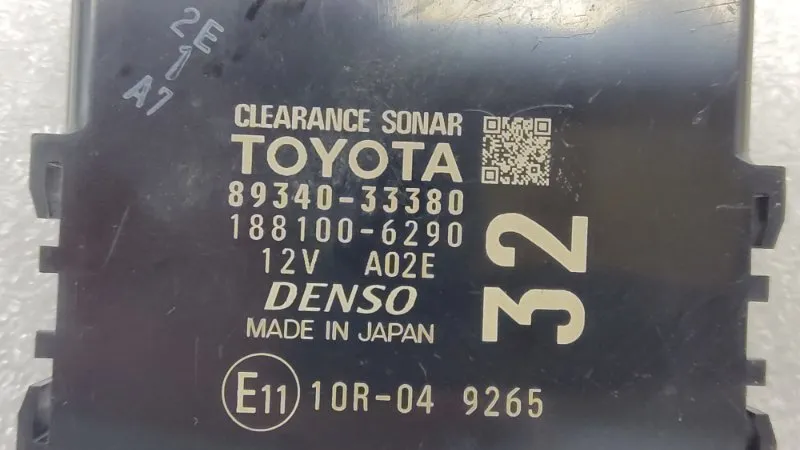 2E
1
A7
CLEARANCE SONAR
TOYOTA
89340-33380
188100-6290
12V A02E
DENSO
MADE IN JAPAN
32
E11 10R-04 9265